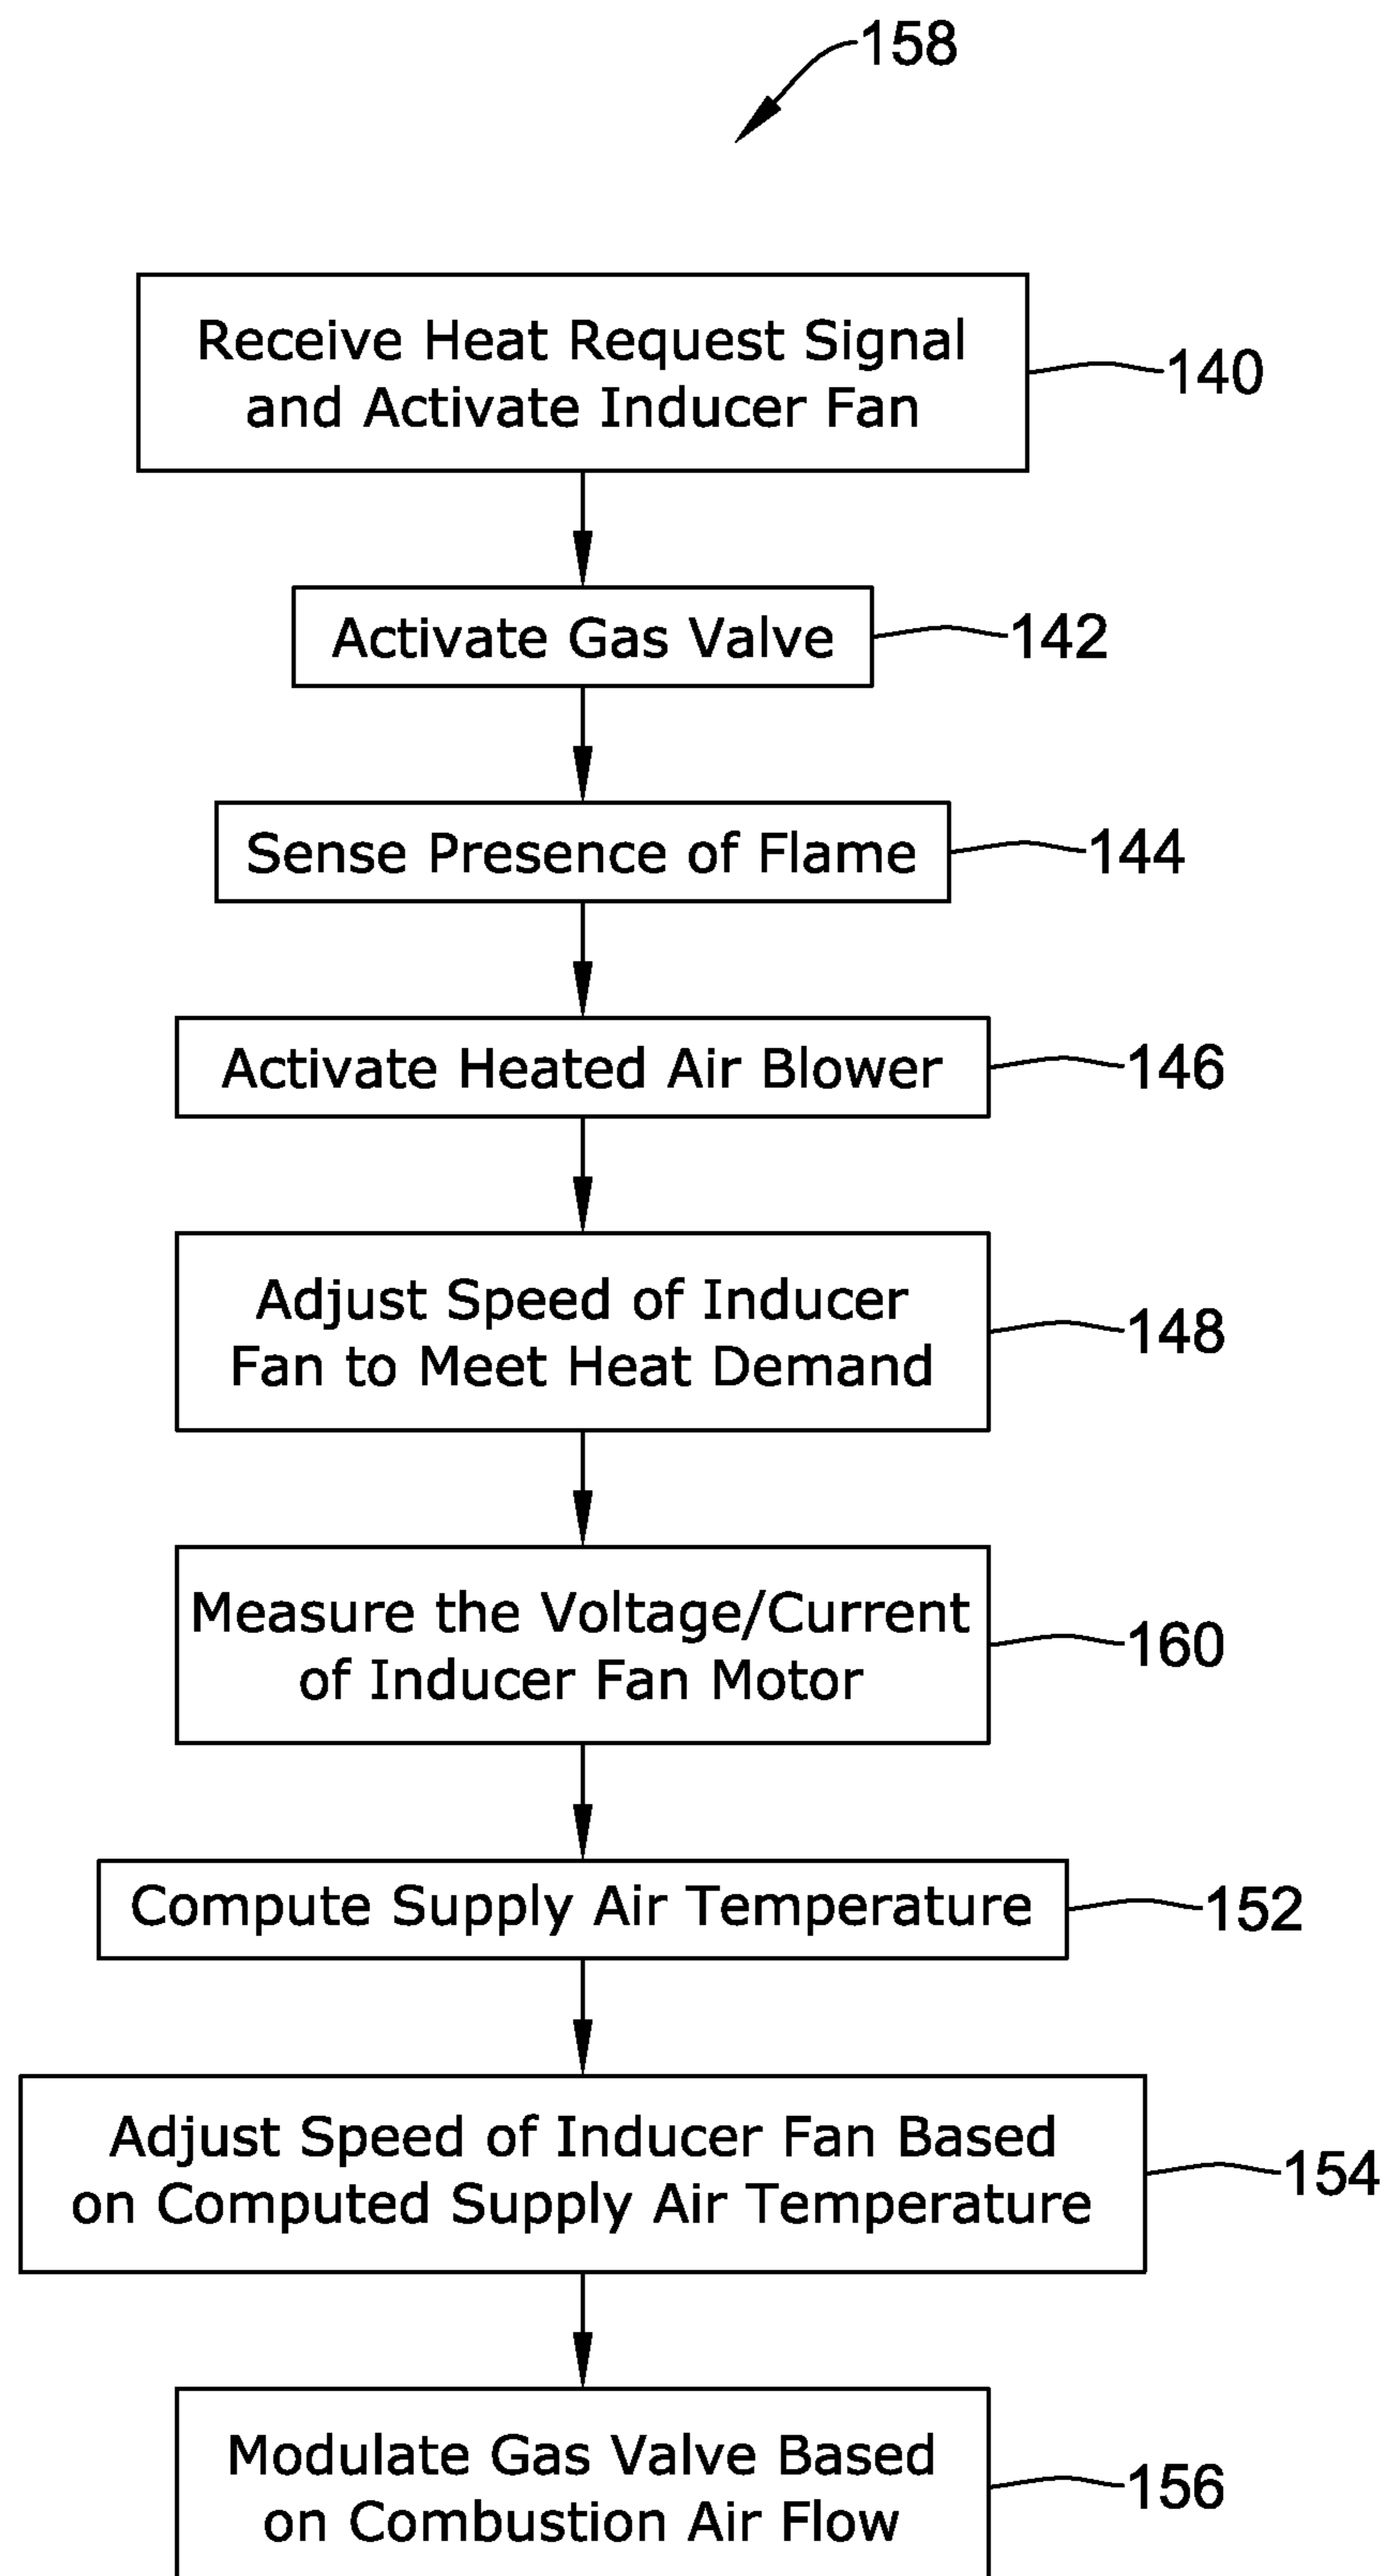 158
Receive Heat Request Signal
and Activate Inducer Fan
140
Activate Gas Valve
142
Sense Presence of Flame
144
Activate Heated Air Blower
146
Adjust Speed of Inducer
Fan to Meet Heat Demand
148
Measure the Voltage/Current
of Inducer Fan Motor
160
Compute Supply Air Temperature
152
Adjust Speed of Inducer Fan Based
on Computed Supply Air Temperature
154
Modulate Gas Valve Based
on Combustion Air Flow
156